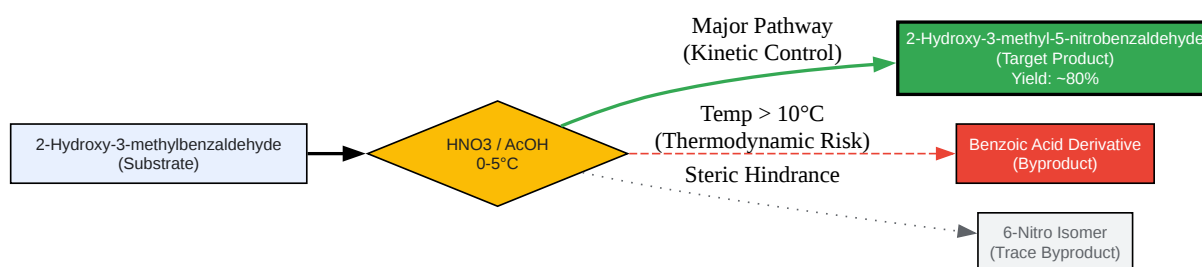 2-Hydroxy-3-methylbenzaldehyde
(Substrate)
HNO3 / AcOH
0-5°C
Major Pathway
(Kinetic Control)
2-Hydroxy-3-methyl-5-nitrobenzaldehyde
(Target Product)
Yield: ~80%
Temp > 10°C
(Thermodynamic Risk)
Benzoic Acid Derivative
(Byproduct)
Steric Hindrance
6-Nitro Isomer
(Trace Byproduct)